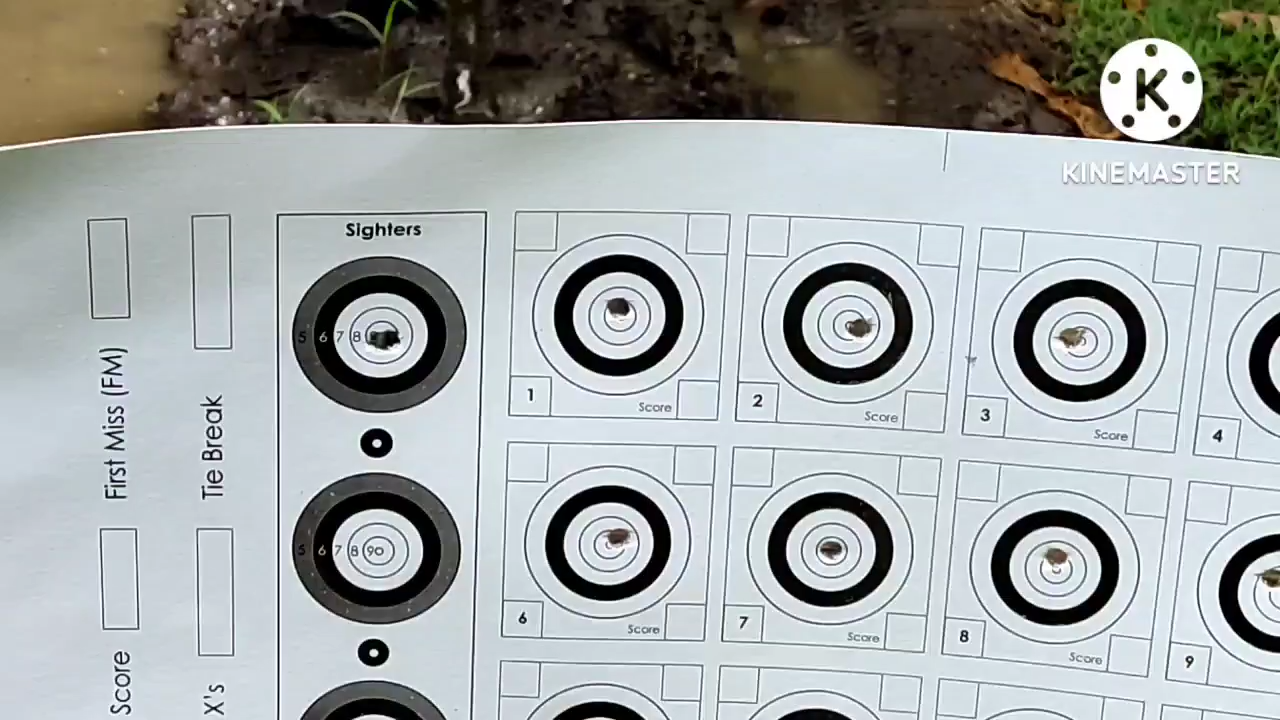 K
KINEMASTER
Sighters
5 6 7 8
5 6 7 8 9
1
Score
2
Score
3
Score
4
6
Score
7
Score
8
Score
9
First Miss (FM)
Tie Break
Score
X's